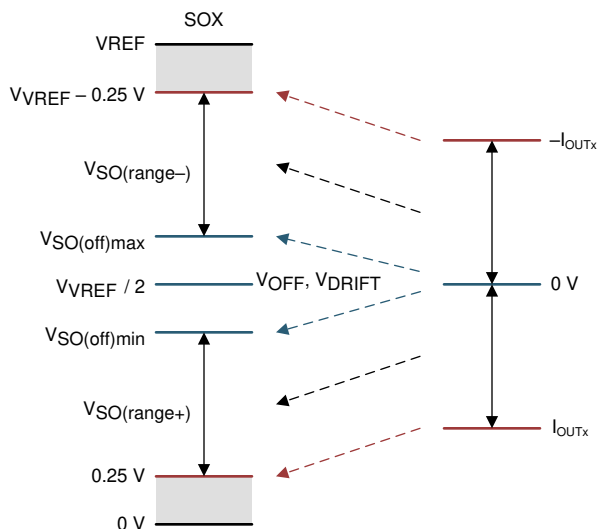 SOX
VREF
VVREF – 0.25 V
–IOUTx
VSO(range–)
VSO(off)max
VVREF / 2
VOFF, VDRIFT
0 V
VSO(off)min
VSO(range+)
IOUTx
0.25 V
0 V